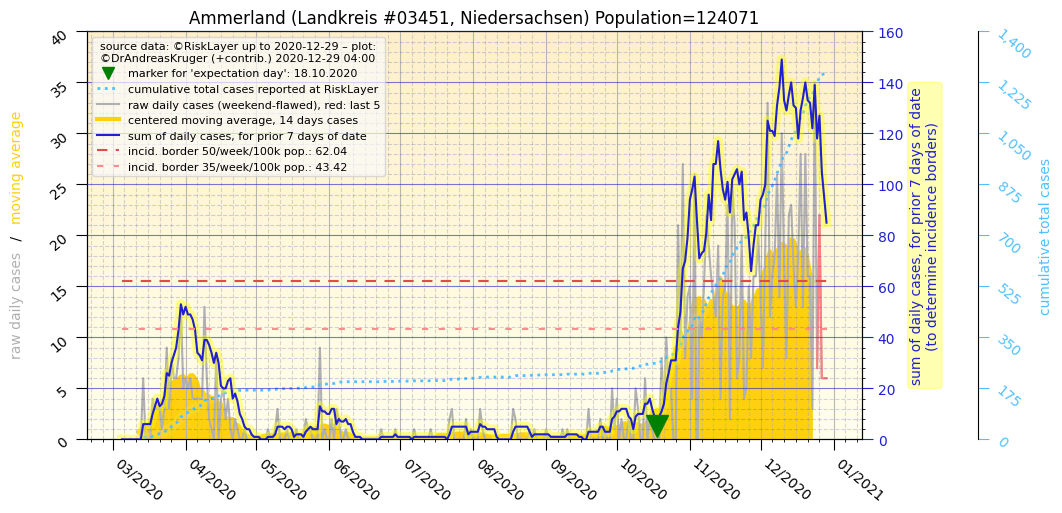 Ammerland (Landkreis #03451, Niedersachsen) Population=124071
source data: ©RiskLayer up to 2020-12-29 – plot:
©DrAndreasKruger (+contrib.) 2020-12-29 04:00
marker for 'expectation day': 18.10.2020
cumulative total cases reported at RiskLayer
raw daily cases (weekend-flawed), red: last 5
centered moving average, 14 days cases
sum of daily cases, for prior 7 days of date
incid. border 50/week/100k pop.: 62.04
incid. border 35/week/100k pop.: 43.42
raw daily cases / moving average
40
35
30
25
20
15
10
5
0
03/2020
04/2020
05/2020
06/2020
07/2020
08/2020
09/2020
10/2020
11/2020
12/2020
01/2021
160
140
120
100
80
60
40
20
0
sum of daily cases, for prior 7 days of date
(to determine incidence borders)
1,400
1,225
1,050
875
700
525
350
175
0
cumulative total cases